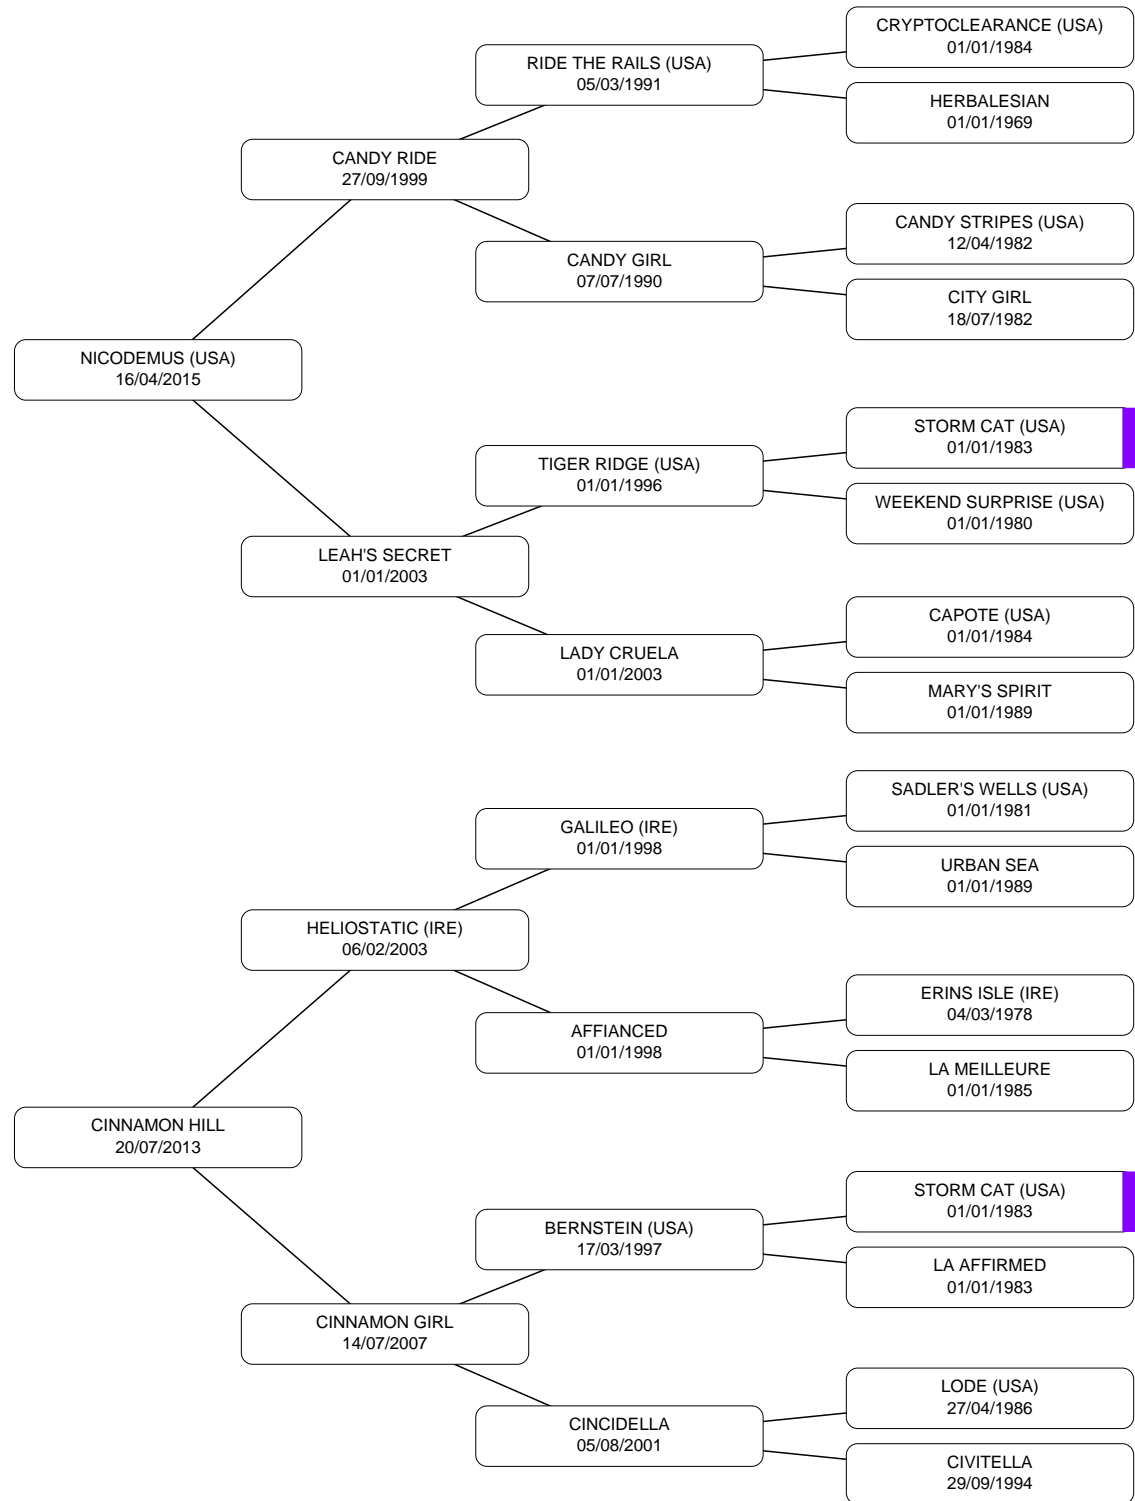 CRYPTOCLEARANCE (USA)
01/01/1984
RIDE THE RAILS (USA)
05/03/1991
HERBALESIAN
01/01/1969
CANDY RIDE
27/09/1999
CANDY STRIPES (USA)
12/04/1982
CANDY GIRL
07/07/1990
CITY GIRL
18/07/1982
NICODEMUS (USA)
16/04/2015
STORM CAT (USA)
01/01/1983
TIGER RIDGE (USA)
01/01/1996
WEEKEND SURPRISE (USA)
01/01/1980
LEAH'S SECRET
01/01/2003
CAPOTE (USA)
01/01/1984
LADY CRUELA
01/01/2003
MARY'S SPIRIT
01/01/1989
SADLER'S WELLS (USA)
01/01/1981
GALILEO (IRE)
01/01/1998
URBAN SEA
01/01/1989
HELIOSTATIC (IRE)
06/02/2003
ERINS ISLE (IRE)
04/03/1978
AFFIANCED
01/01/1998
LA MEILLEURE
01/01/1985
CINNAMON HILL
20/07/2013
STORM CAT (USA)
01/01/1983
BERNSTEIN (USA)
17/03/1997
LA AFFIRMED
01/01/1983
CINNAMON GIRL
14/07/2007
LODE (USA)
27/04/1986
CINCIDELLA
05/08/2001
CIVITELLA
29/09/1994